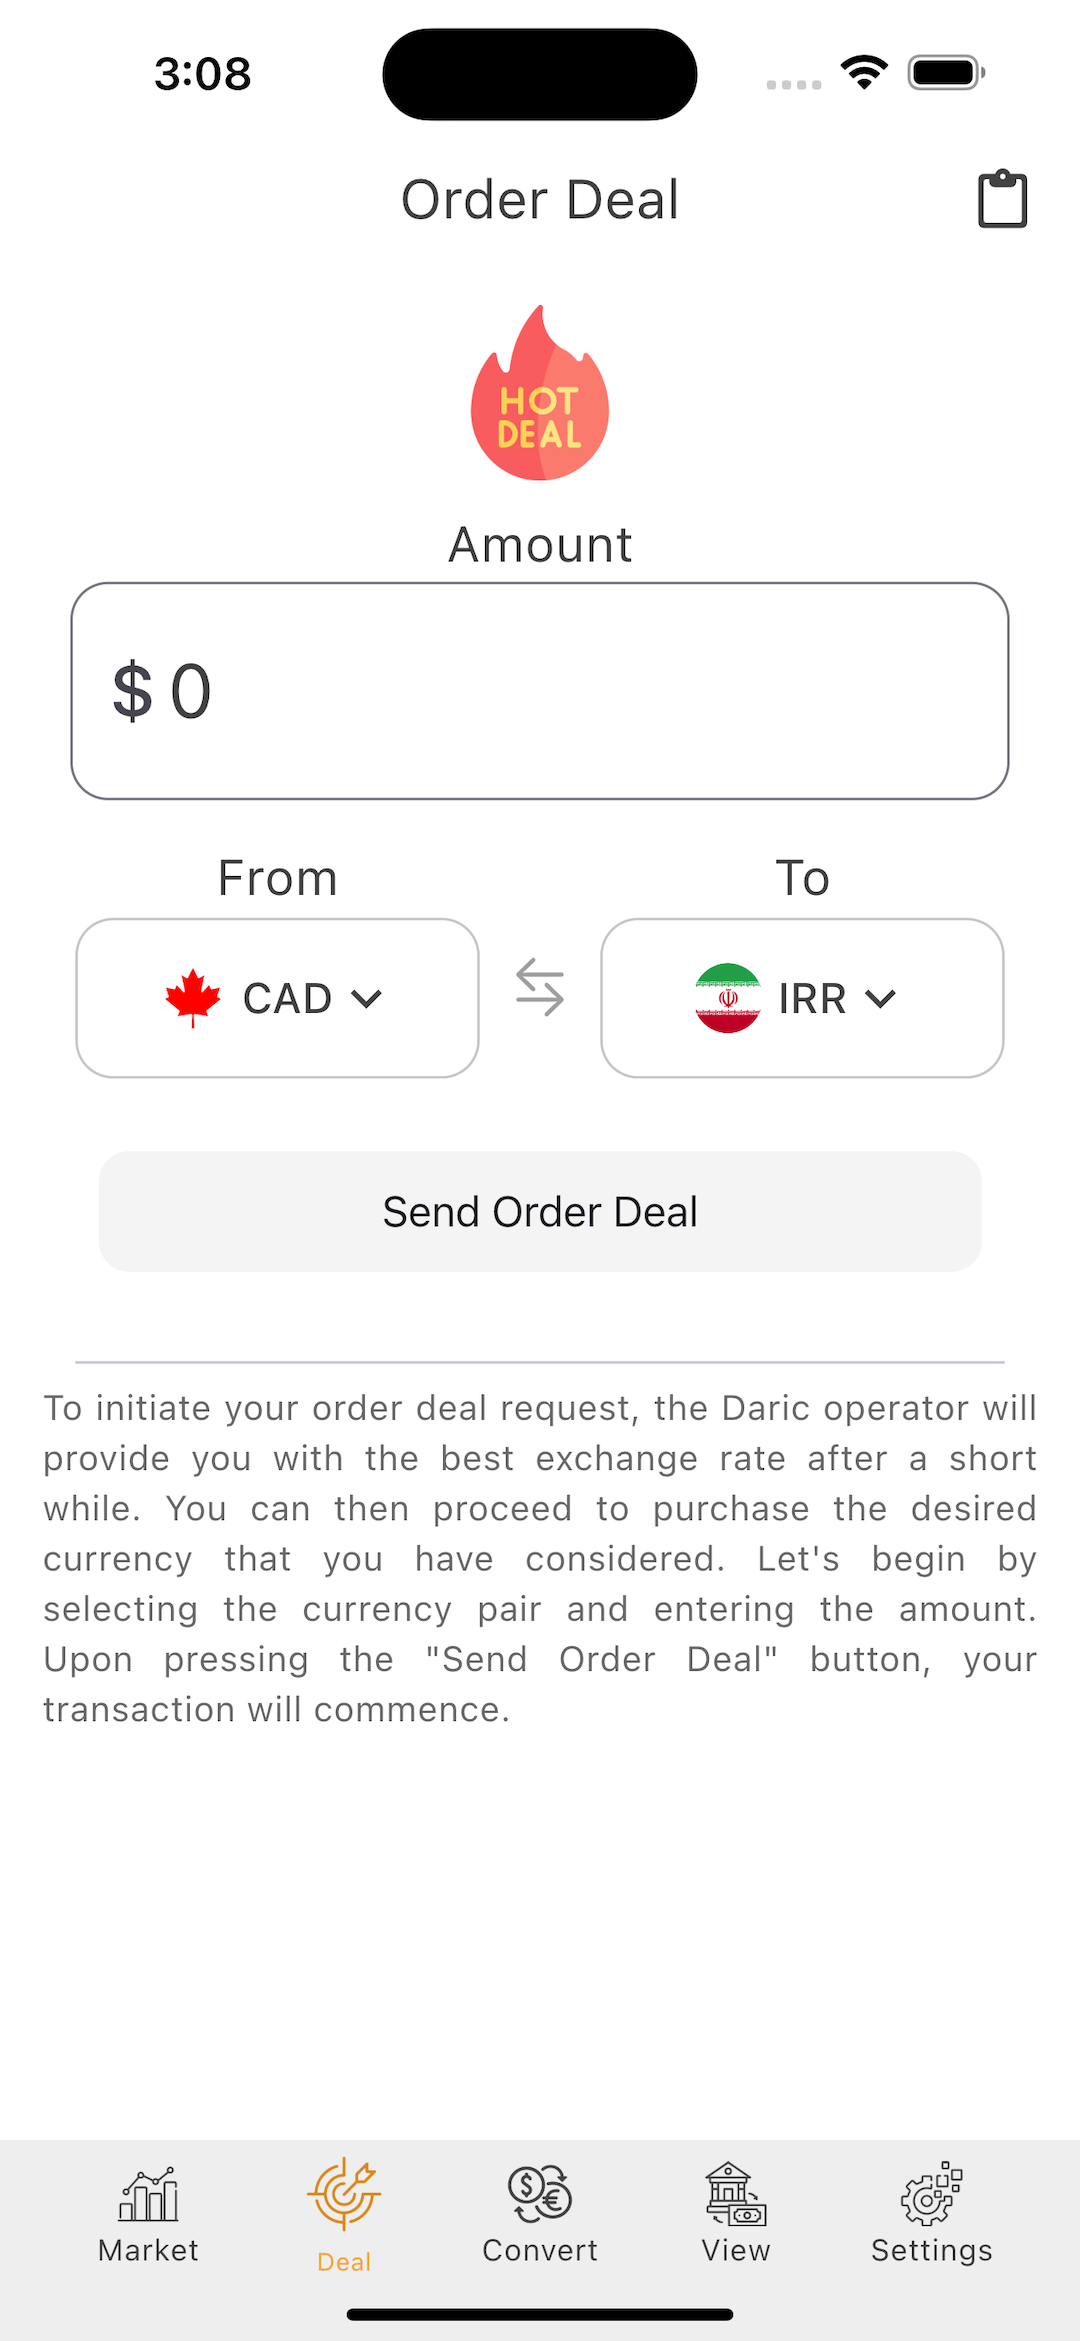 3:08
Order Deal
HOT
DEAL
Amount
$ 0
From
To
CAD
IRR
Send Order Deal
To initiate your order deal request, the Daric operator will
provide you with the best exchange rate after a short
while. You can then proceed to purchase the desired
currency that you have considered. Let's begin by
selecting the currency pair and entering the amount.
Upon pressing the "Send Order Deal" button, your
transaction will commence.
Market
Deal
Convert
View
Settings